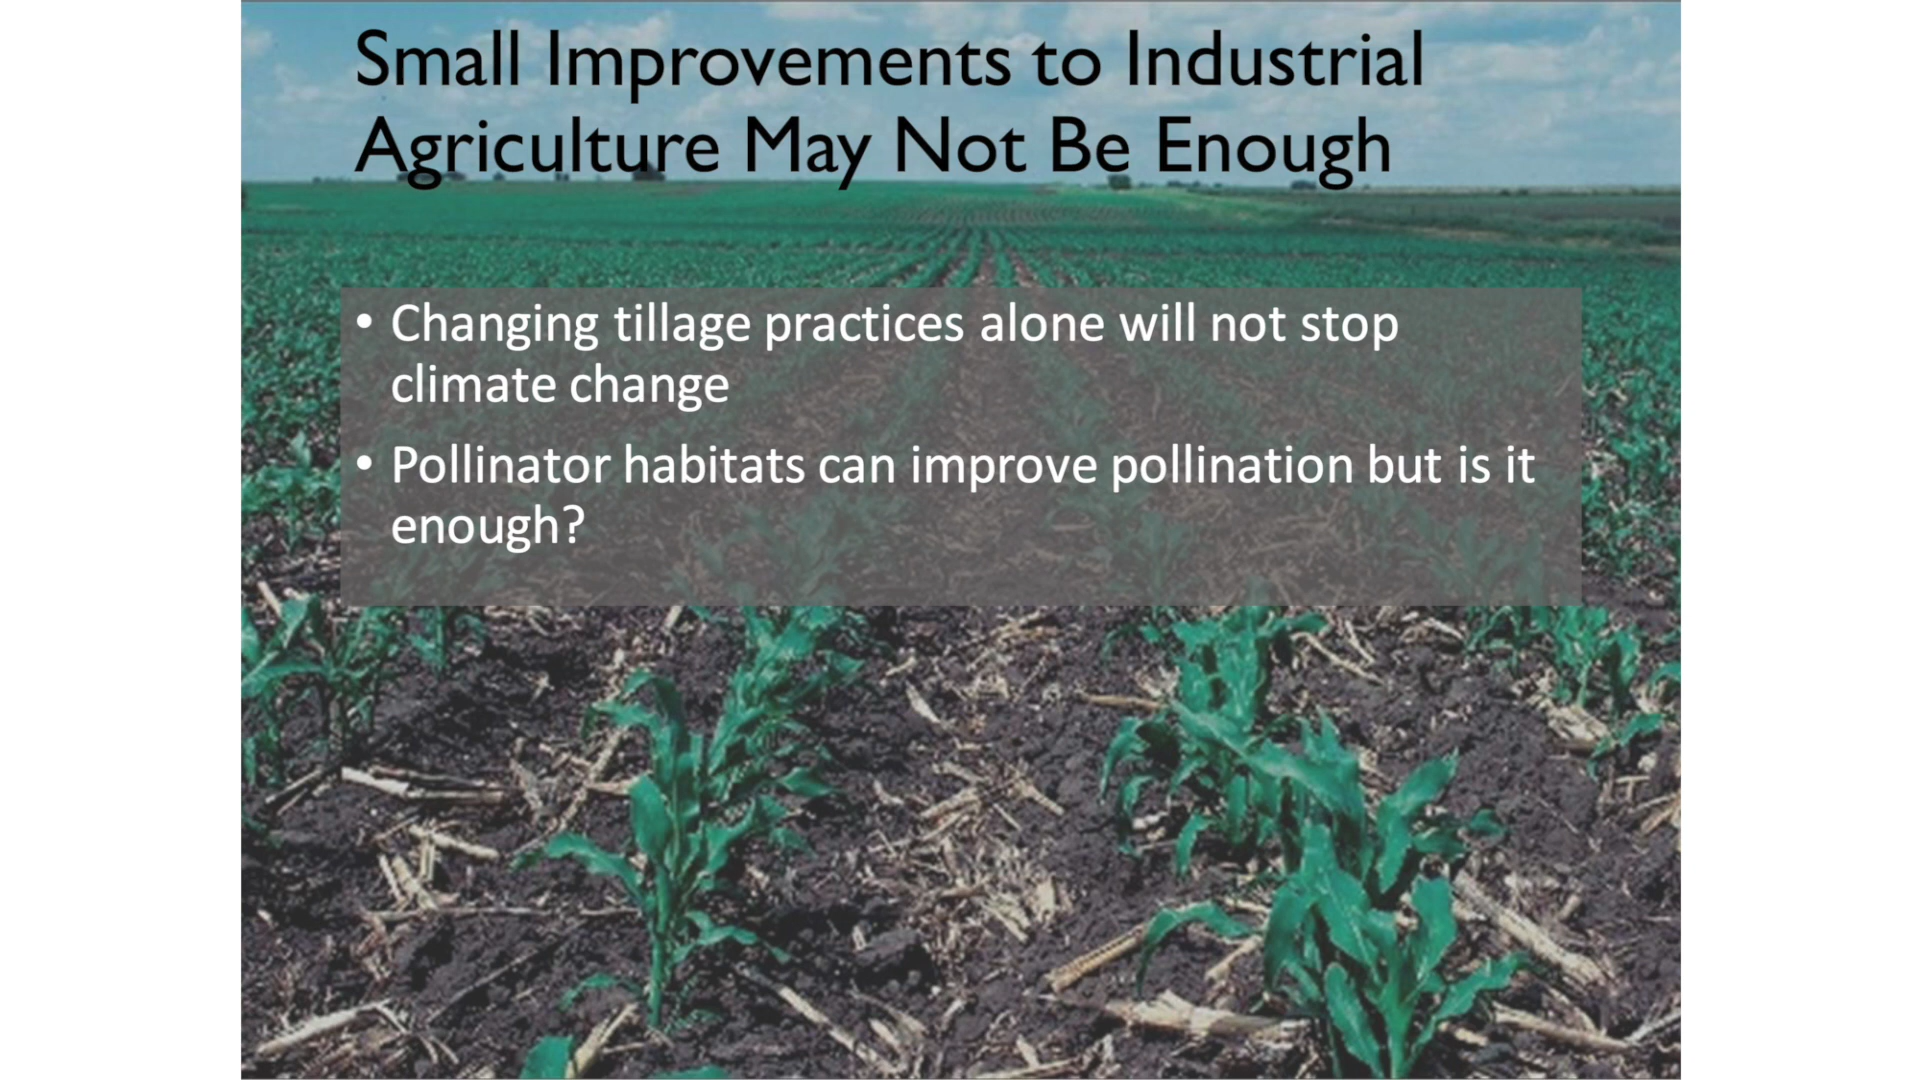 Small Improvements to Industrial
Agriculture May Not Be Enough
• Changing tillage practices alone will not stop
climate change
• Pollinator habitats can improve pollination but is it
enough?